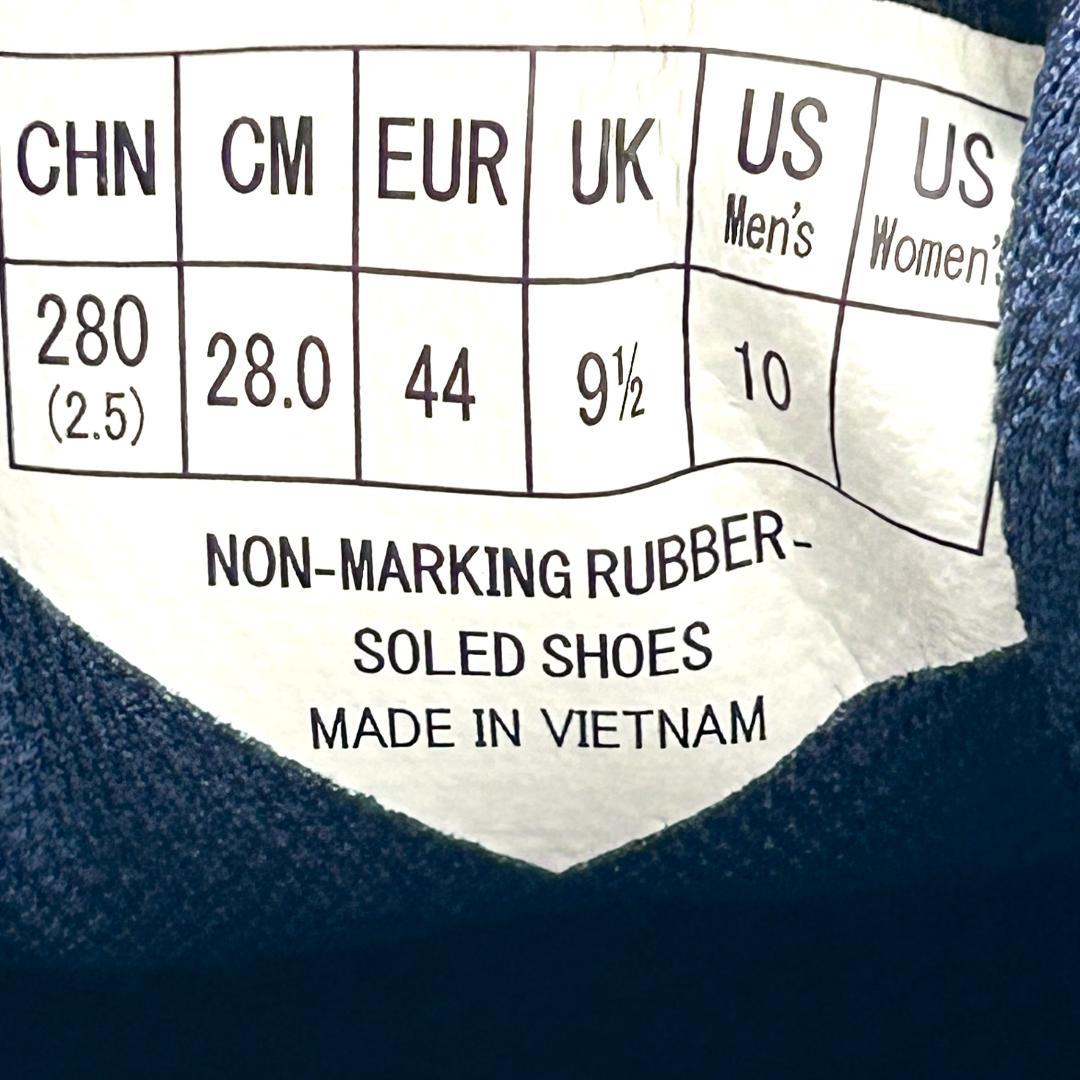 CHN CM EUR UK US Men's US Women's
280 (2.5) 28.0 44 9½ 10
NON-MARKING RUBBER-
SOLED SHOES
MADE IN VIETNAM